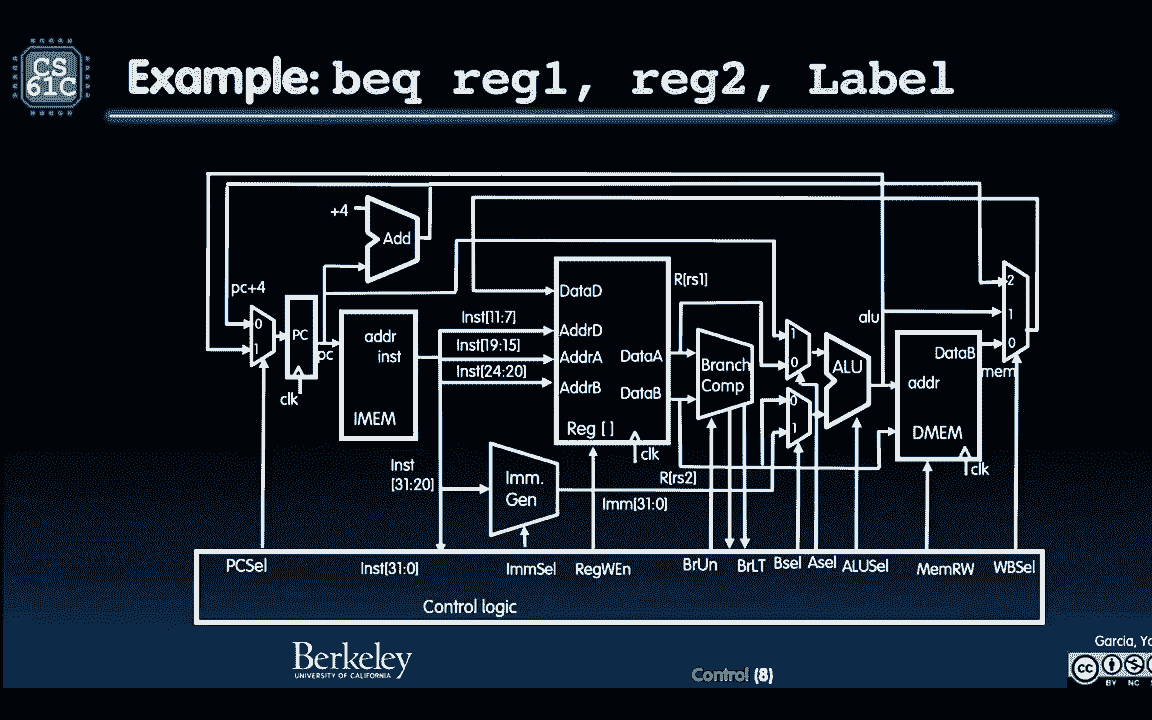 CS
61C
Example: beq reg1, reg2, Label
+4
Add
pc+4
0
1
PC
pc
clk
addr
inst
IMEM
Inst[11:7]
Inst[19:15]
Inst[24:20]
Inst
[31:20]
DataD
AddrD
AddrA
AddrB
DataA
DataB
Reg [ ]
clk
R[rs1]
R[rs2]
Imm.
Gen
Imm[31:0]
Branch
Comp
1
0
0
1
ALU
alu
addr
DataB
DMEM
clk
mem
2
1
0
PCSel
Inst[31:0]
ImmSel
RegWEn
BrUn
BrLT
Bsel
Asel
ALUSel
MemRW
WBSel
Control logic
Berkeley
UNIVERSITY OF CALIFORNIA
Control (8)
Garcia,
cc
BY NC